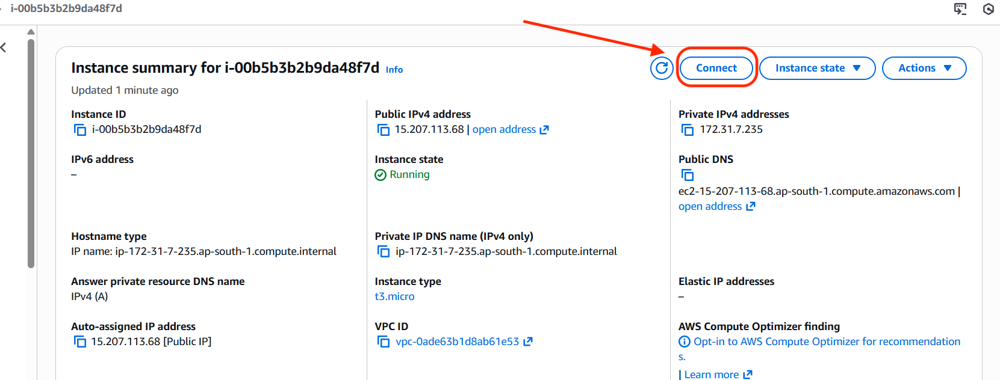 i-00b5b3b2b9da48f7d
Instance summary for i-00b5b3b2b9da48f7d Info
Connect
Instance state
Actions
Updated 1 minute ago
Instance ID
i-00b5b3b2b9da48f7d
Public IPv4 address
15.207.113.68 | open address
Private IPv4 addresses
172.31.7.235
IPv6 address
–
Instance state
Running
Public DNS
ec2-15-207-113-68.ap-south-1.compute.amazonaws.com |
open address
Hostname type
IP name: ip-172-31-7-235.ap-south-1.compute.internal
Private IP DNS name (IPv4 only)
ip-172-31-7-235.ap-south-1.compute.internal
Answer private resource DNS name
IPv4 (A)
Instance type
t3.micro
Elastic IP addresses
–
Auto-assigned IP address
15.207.113.68 [Public IP]
VPC ID
vpc-0ade63b1d8ab61e53
AWS Compute Optimizer finding
Opt-in to AWS Compute Optimizer for recommendation
s.
| Learn more